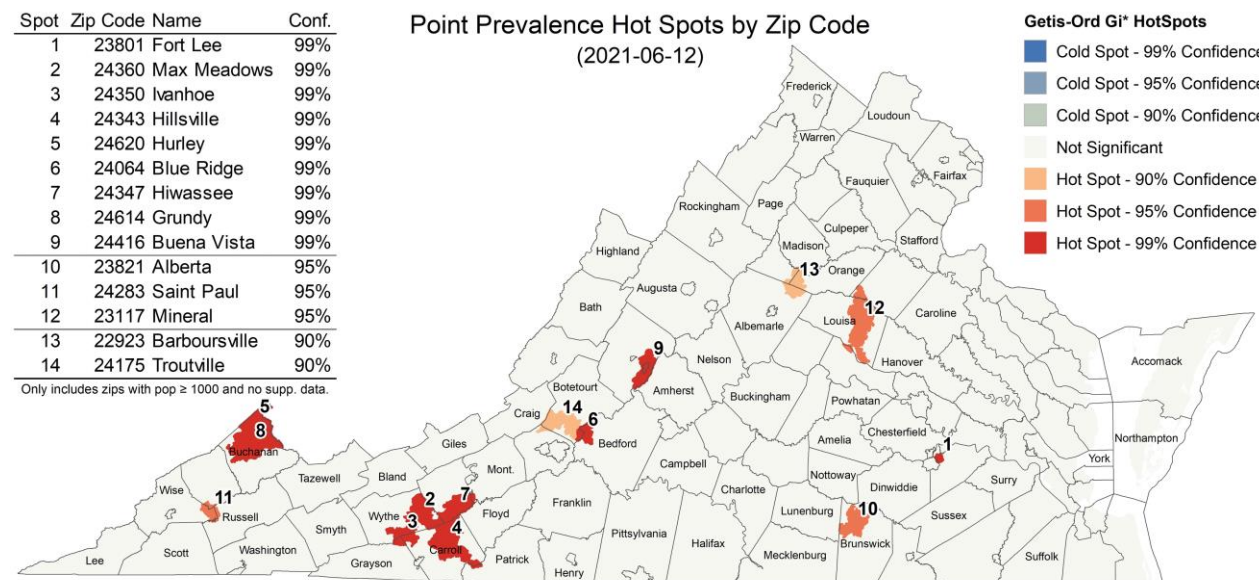 Point Prevalence Hot Spots by Zip Code
(2021-06-12)
Spot Zip Code Name Conf.
1 23801 Fort Lee 99%
2 24360 Max Meadows 99%
3 24350 Ivanhoe 99%
4 24343 Hillsville 99%
5 24620 Hurley 99%
6 24064 Blue Ridge 99%
7 24347 Hiwassee 99%
8 24614 Grundy 99%
9 24416 Buena Vista 99%
10 23821 Alberta 95%
11 24283 Saint Paul 95%
12 23117 Mineral 95%
13 22923 Barboursville 90%
14 24175 Troutville 90%
Only includes zips with pop ≥ 1000 and no supp. data.
Getis-Ord Gi* HotSpots
Cold Spot - 99% Confidence
Cold Spot - 95% Confidence
Cold Spot - 90% Confidence
Not Significant
Hot Spot - 90% Confidence
Hot Spot - 95% Confidence
Hot Spot - 99% Confidence
Frederick
Loudoun
Warren
Fairfax
Fauquier
Page
Rockingham
Culpeper
Stafford
Madison
Highland
13
Orange
Augusta
Bath
12
Louisa
Caroline
Albemarle
9
Nelson
Hanover
Accomack
Botetourt
Amherst
Buckingham
Powhatan
Craig
14
6
5
8
Buchanan
Bedford
Amelia
Chesterfield
1
Northampton
Giles
York
Campbell
Nottoway
Dinwiddie
Tazewell
Bland
Mont.
Surry
Wise
11
Russell
2
7
Charlotte
Wythe
3
4
Floyd
Franklin
Lunenburg
10
Sussex
Smyth
Pittsylvania
Halifax
Brunswick
Lee
Scott
Washington
Grayson
Carroll
Patrick
Henry
Mecklenburg
Suffolk